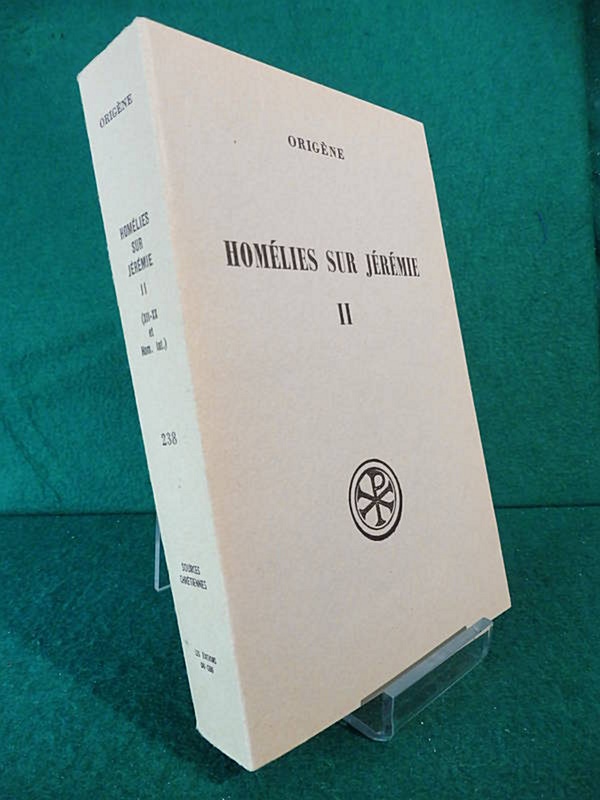 ORIGÈNE
HOMÉLIES
SUR
JÉRÉMIE
II
(XII-XX
et
Hom. lat.)
238
SOURCES
CHRÉTIENNES
LES ÉDITIONS
DU CERF
ORIGÈNE
HOMÉLIES SUR JÉRÉMIE
II